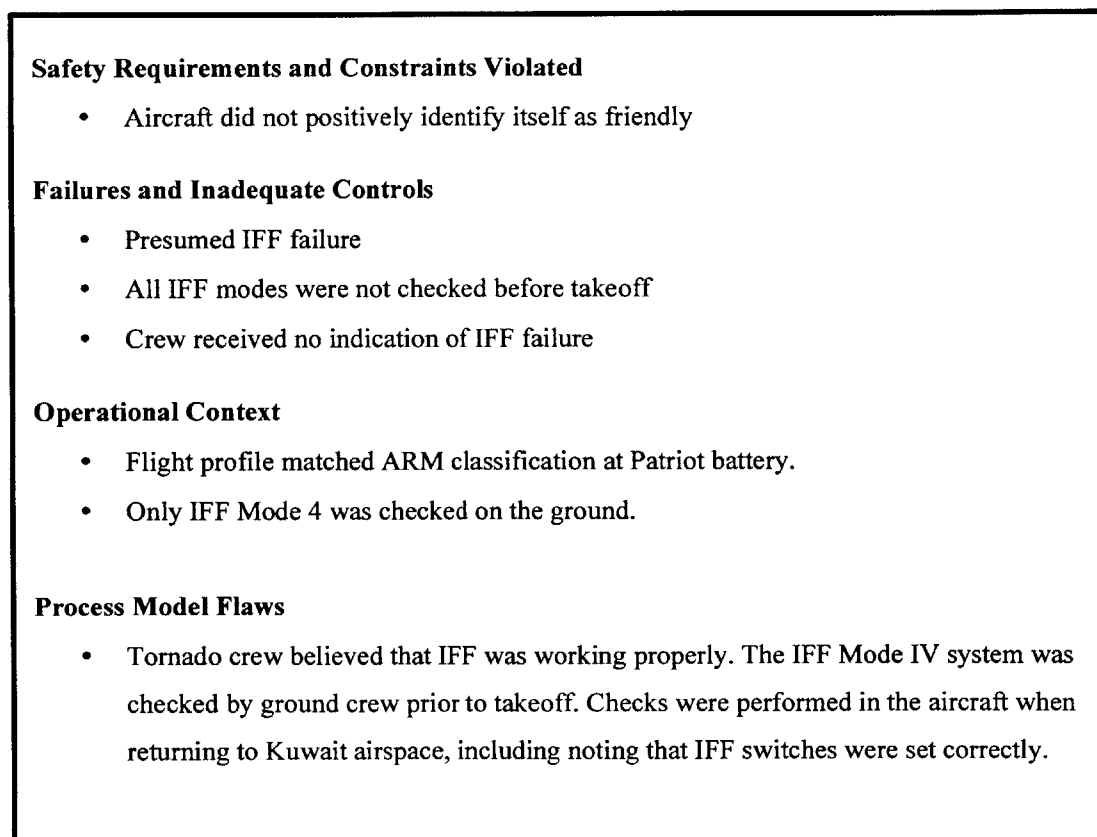 Safety Requirements and Constraints Violated
• Aircraft did not positively identify itself as friendly
Failures and Inadequate Controls
• Presumed IFF failure
• All IFF modes were not checked before takeoff
• Crew received no indication of IFF failure
Operational Context
• Flight profile matched ARM classification at Patriot battery.
• Only IFF Mode 4 was checked on the ground.
Process Model Flaws
• Tornado crew believed that IFF was working properly. The IFF Mode IV system was
checked by ground crew prior to takeoff. Checks were performed in the aircraft when
returning to Kuwait airspace, including noting that IFF switches were set correctly.